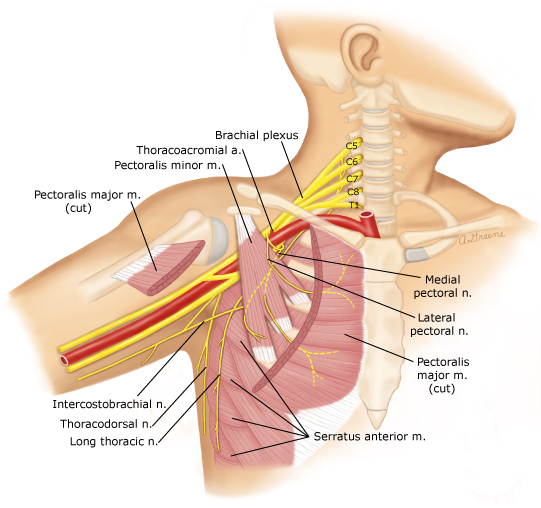 Brachial plexus
Thoracoacromial a.
Pectoralis minor m.
Pectoralis major m.
(cut)
C5
C6
C7
C8
T1
A. Greene
Medial
pectoral n.
Lateral
pectoral n.
Pectoralis
major m.
(cut)
Intercostobrachial n.
Thoracodorsal n.
Long thoracic n.
Serratus anterior m.